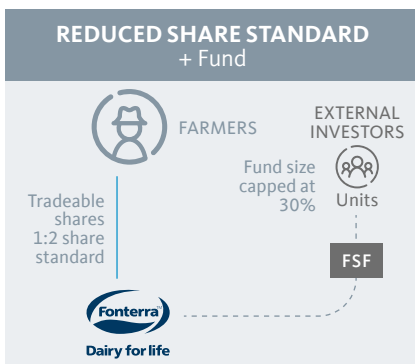 REDUCED SHARE STANDARD
+ Fund
FARMERS
EXTERNAL
INVESTORS
Fund size
capped at
30%
Units
Tradeable
shares
1:2 share
standard
FSF
Fonterra™
Dairy for life